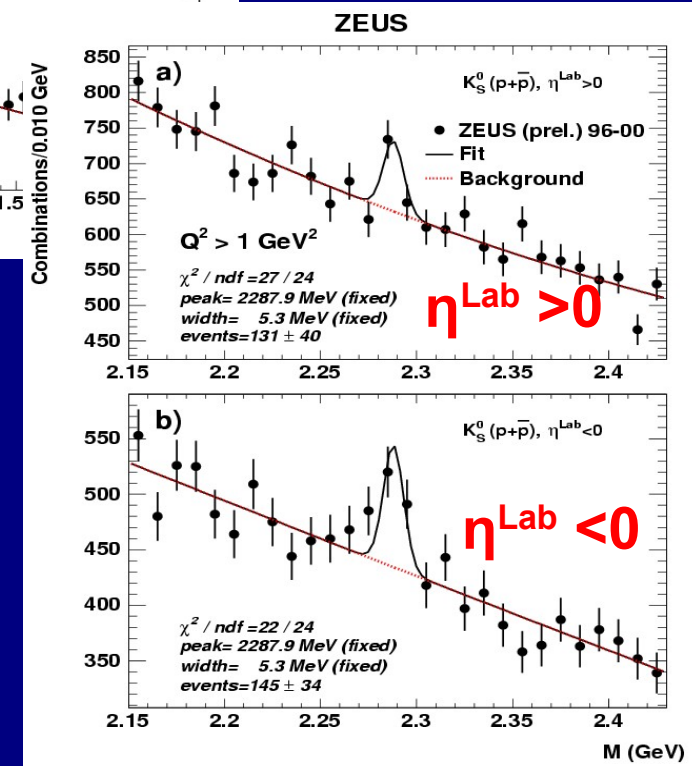 ZEUS
Combinations/0.010 GeV
1.5
850
800
750
700
650
600
550
500
450
a)
K⁰S (p+p̅), ηLab>0
ZEUS (prel.) 96-00
Fit
Background
Q² > 1 GeV²
χ² / ndf =27 / 24
peak= 2287.9 MeV (fixed)
width= 5.3 MeV (fixed)
events=131 ± 40
ηLab >0
2.15 2.2 2.25 2.3 2.35 2.4
550
500
450
400
350
b)
K⁰S (p+p̅), ηLab<0
ηLab <0
χ² / ndf =22 / 24
peak= 2287.9 MeV (fixed)
width= 5.3 MeV (fixed)
events=145 ± 34
2.15 2.2 2.25 2.3 2.35 2.4
M (GeV)